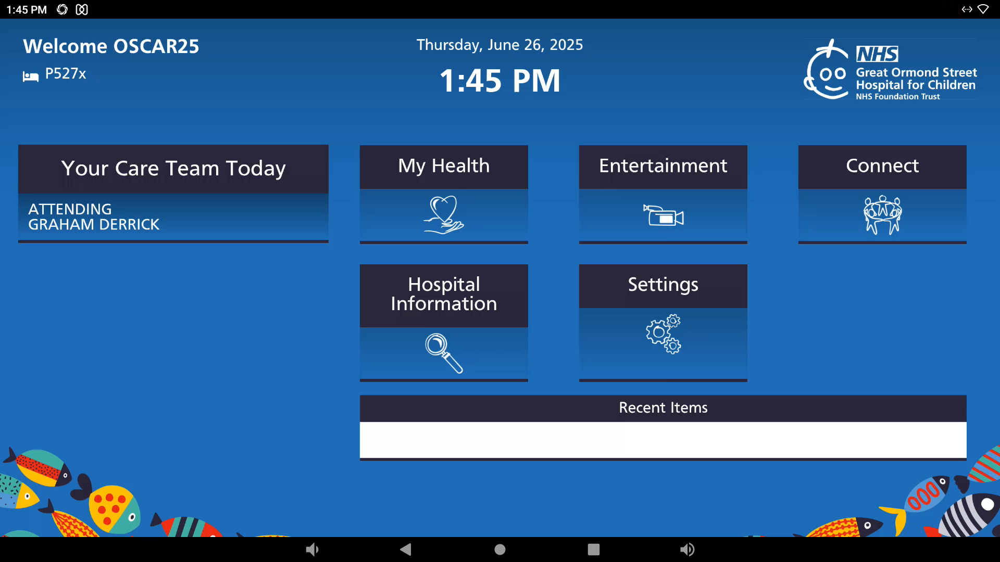 1:45 PM
Welcome OSCAR25
P527x
Thursday, June 26, 2025
1:45 PM
NHS
Great Ormond Street
Hospital for Children
NHS Foundation Trust
Your Care Team Today
ATTENDING
GRAHAM DERRICK
My Health
Entertainment
Connect
Hospital
Information
Settings
Recent Items